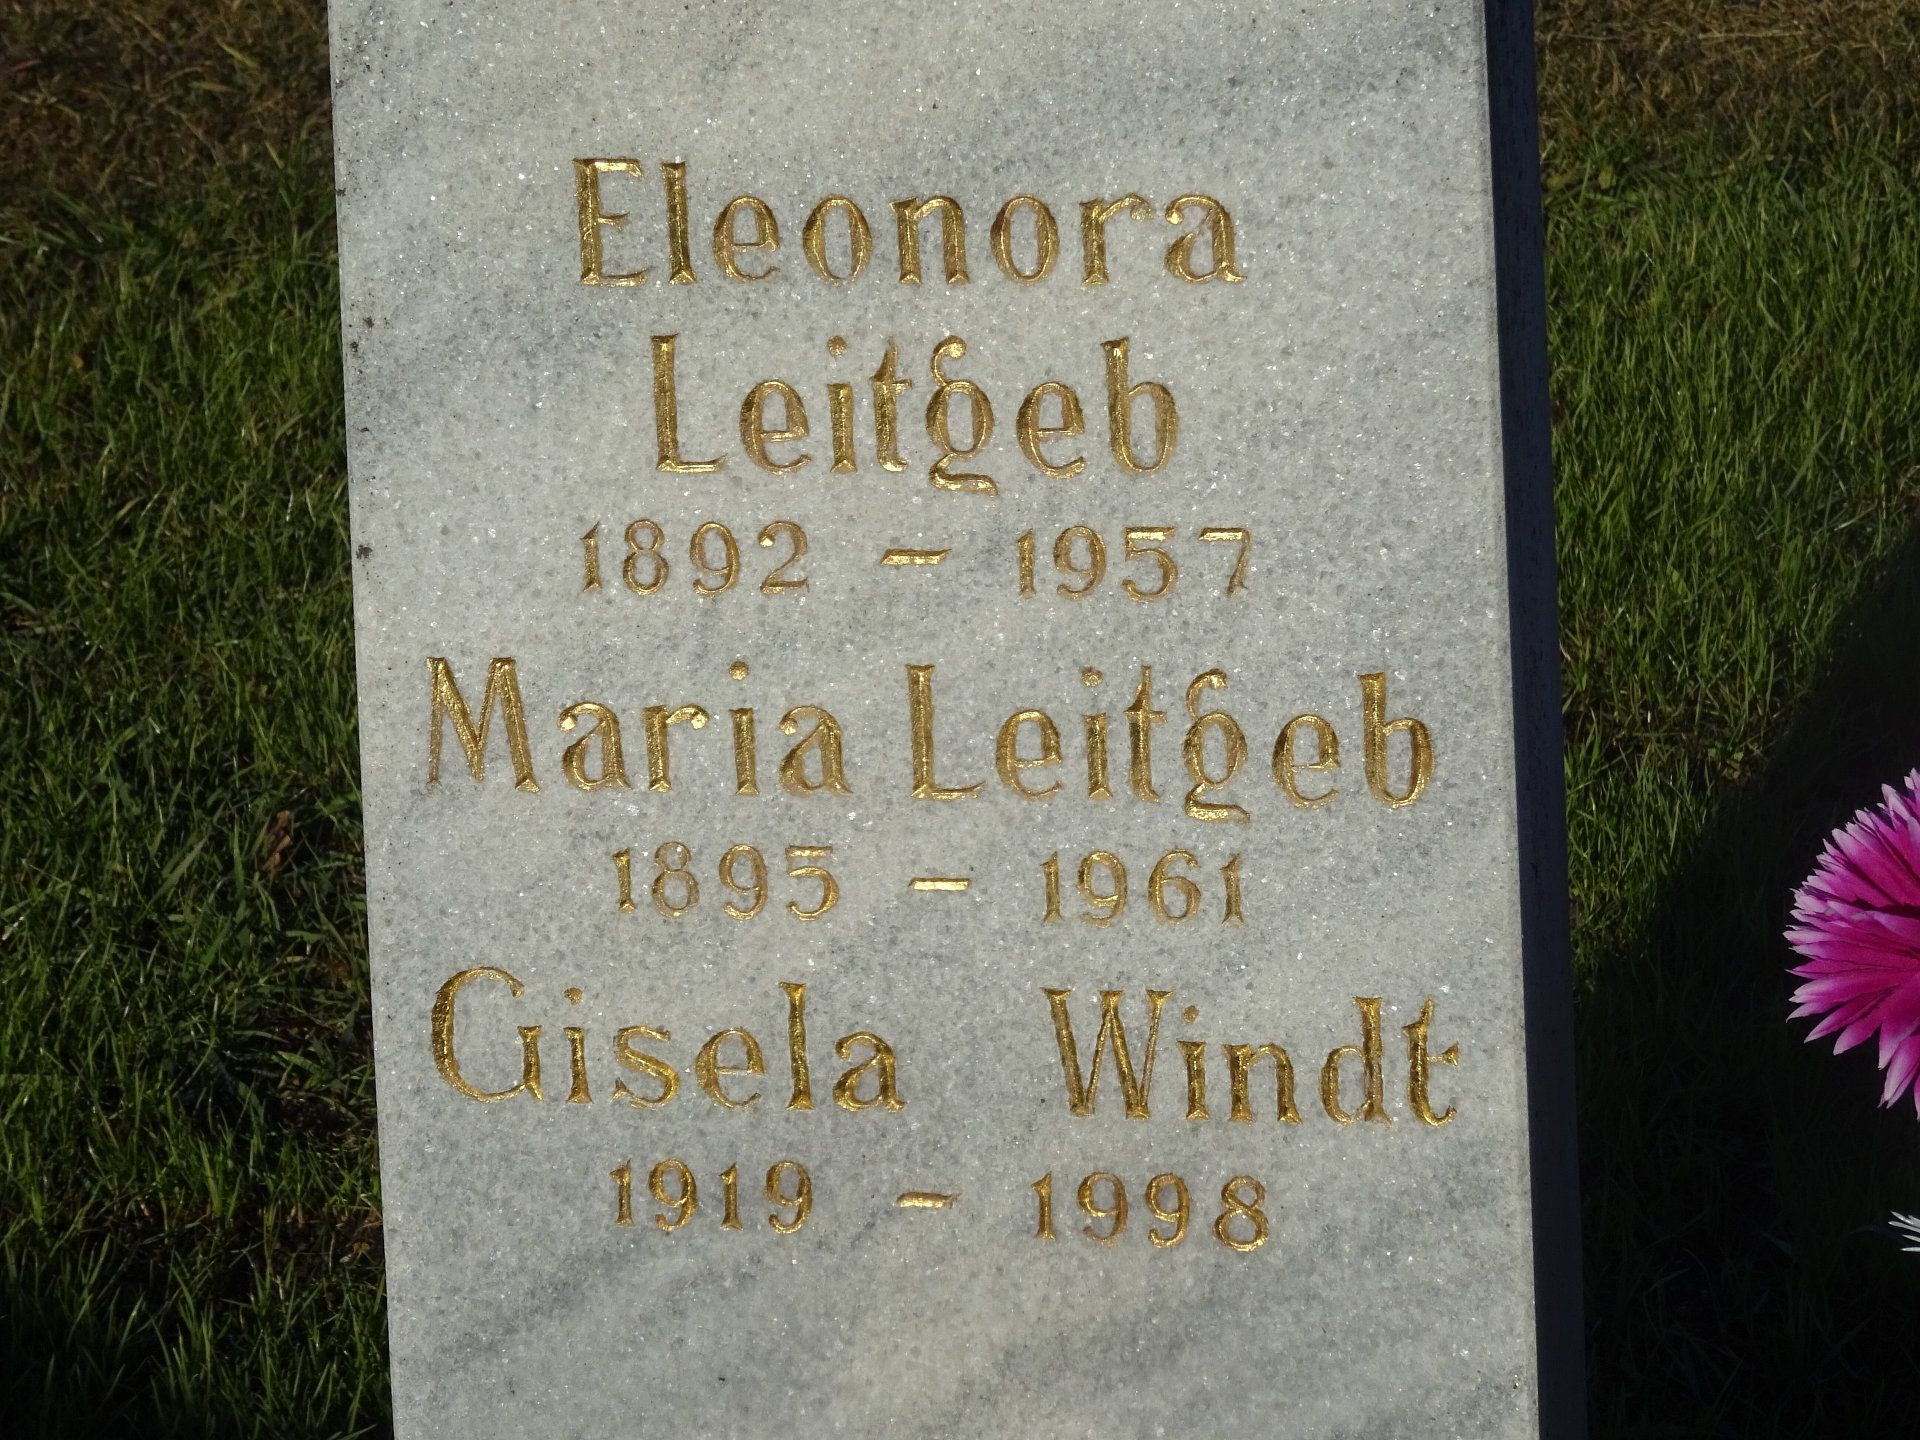 Eleonora
Leitgeb
1892 - 1957
Maria Leitgeb
1895 - 1961
Gisela Windt
1919 - 1998